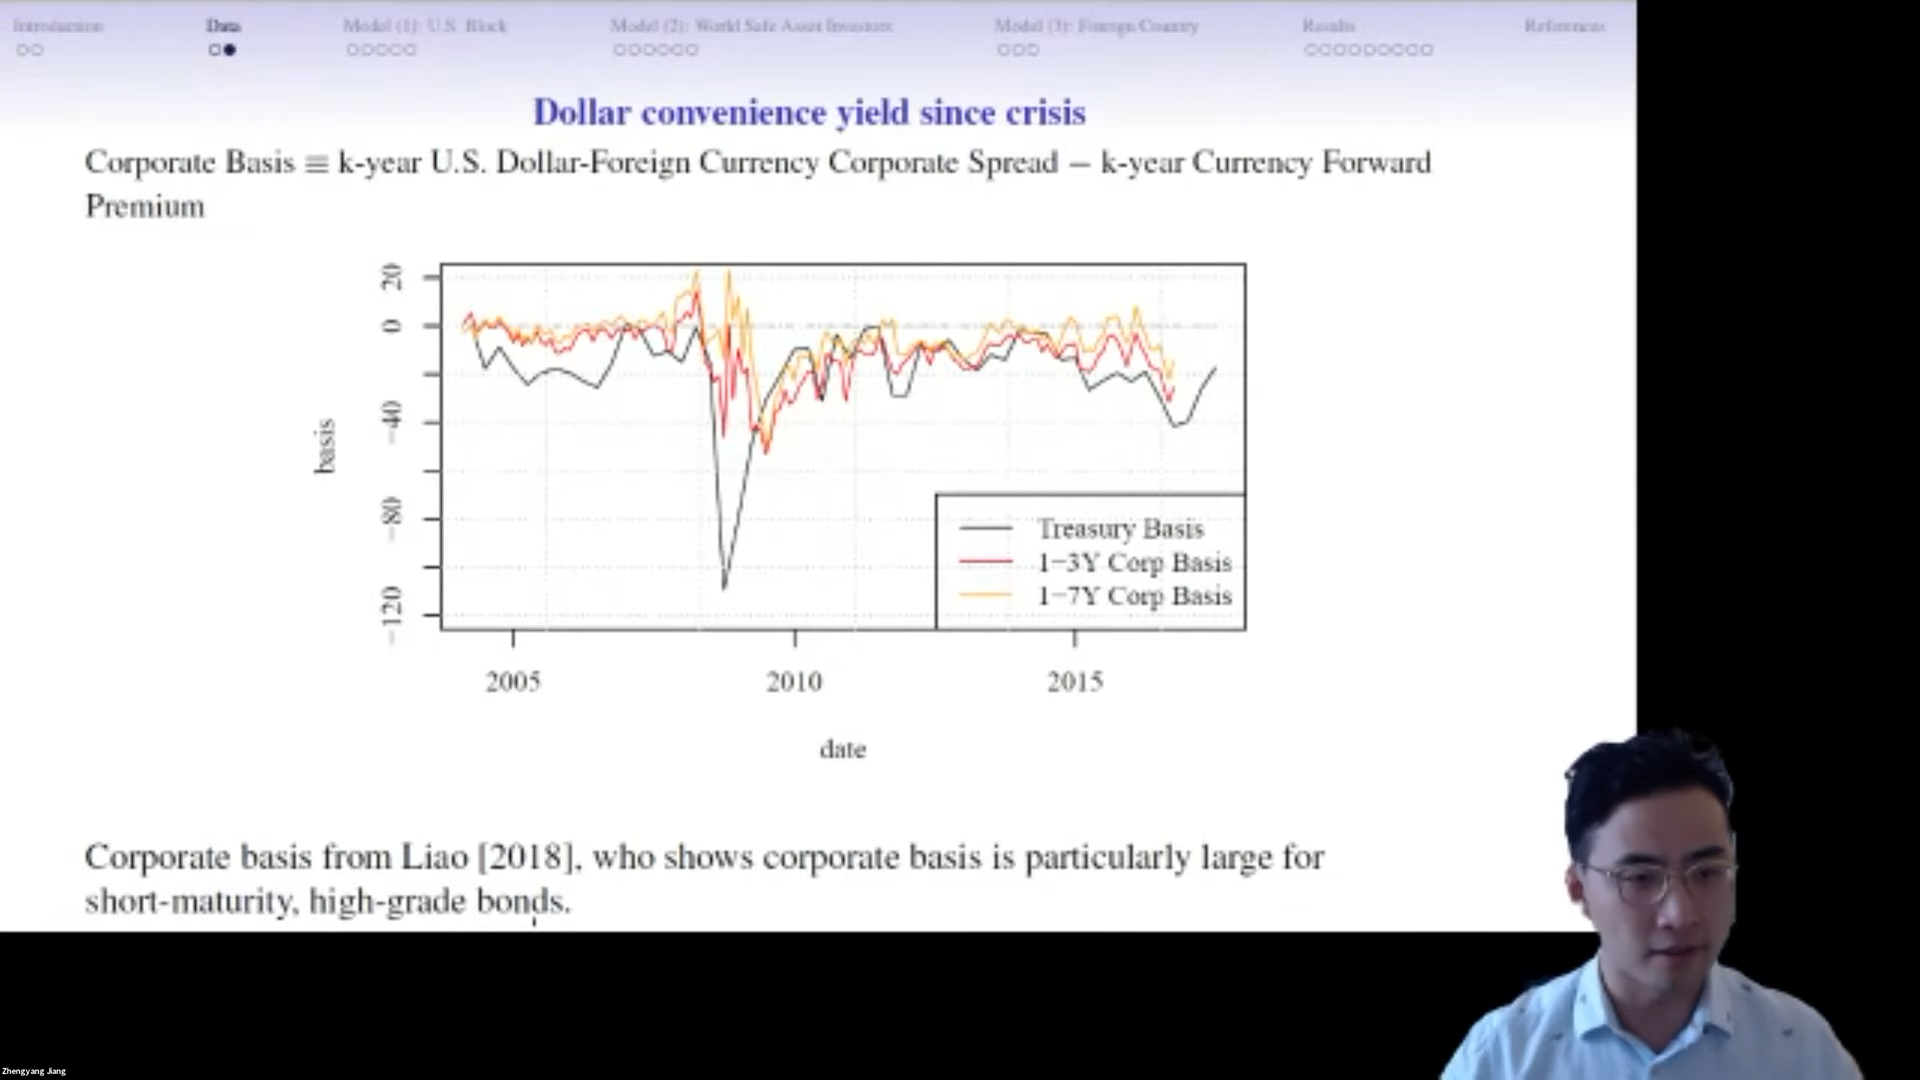 Introduction
Data
Model (1): U.S. Block
Model (2): World Safe Asset Investors
Model (3): Foreign Country
Results
References
Dollar convenience yield since crisis
Corporate Basis ≡ k-year U.S. Dollar-Foreign Currency Corporate Spread − k-year Currency Forward
Premium
20
0
−40
−80
−120
basis
Treasury Basis
1−3Y Corp Basis
1−7Y Corp Basis
2005
2010
2015
date
Corporate basis from Liao [2018], who shows corporate basis is particularly large for
short-maturity, high-grade bonds.
Zhengyang Jiang